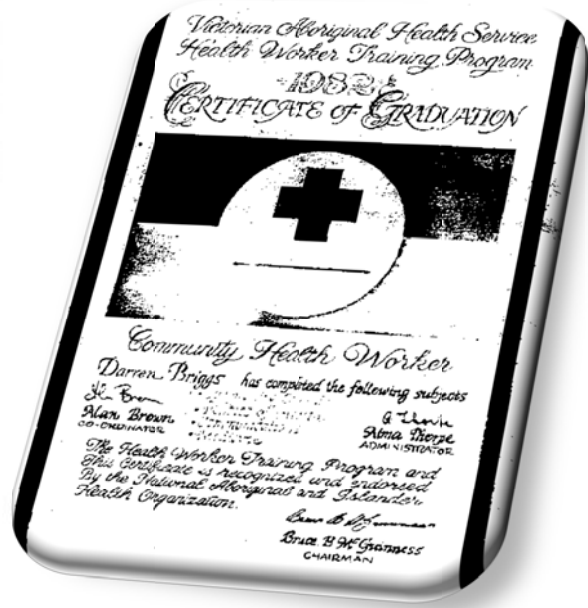 Victorian Aboriginal Health Service
Health Worker Training Program
1982
CERTIFICATE OF GRADUATION
Community Health Worker
Darren Briggs has completed the following subjects
Alan Brown
CO-ORDINATOR
Alma Thorpe
ADMINISTRATOR
The Health Worker Training Program and
This Certificate is recognized and endorsed
By the National Aboriginal and Islander
Health Organization.
Bruce B McGuinness
CHAIRMAN